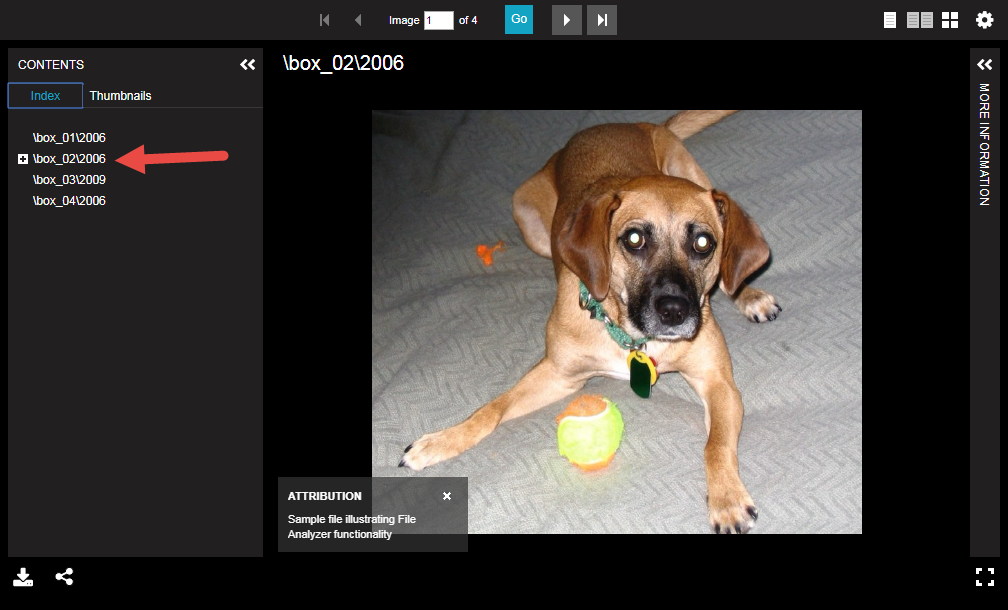 Image 1 of 4 Go
CONTENTS
Index Thumbnails
\box_01\2006
\box_02\2006
\box_03\2009
\box_04\2006
\box_02\2006
ATTRIBUTION
Sample file illustrating File
Analyzer functionality
MORE INFORMATION